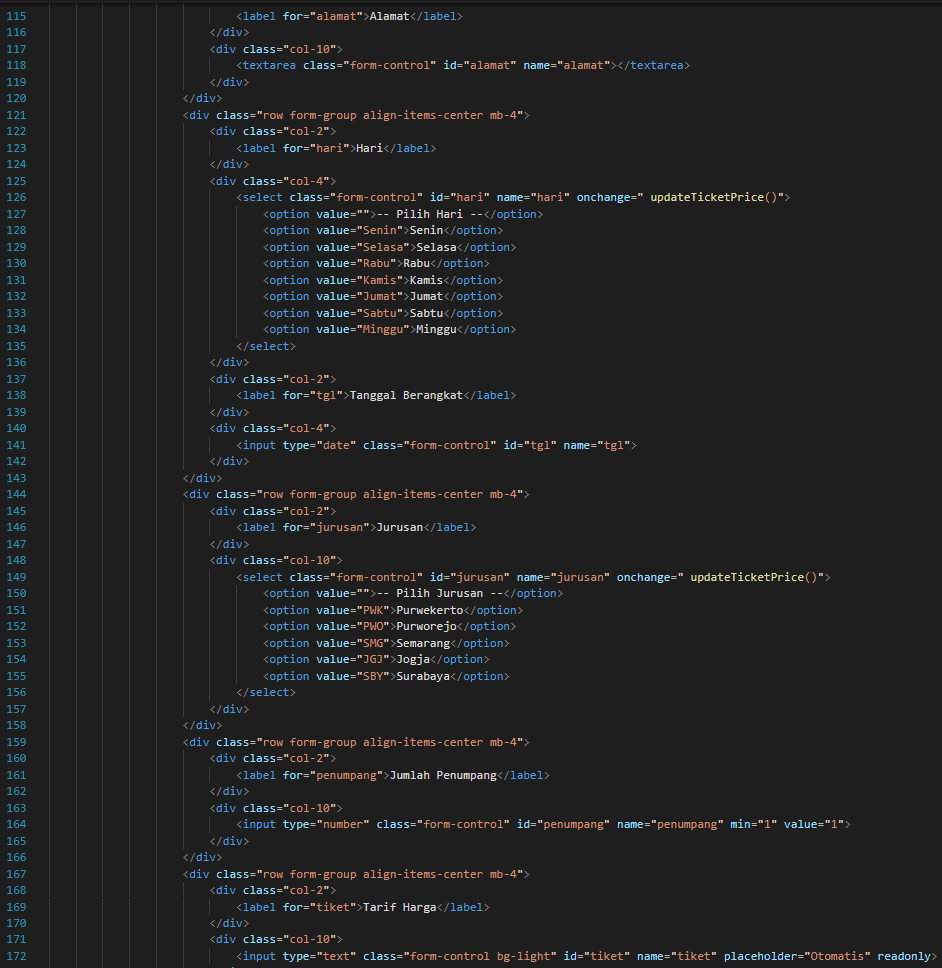 115 <label for="alamat">Alamat</label>
116 </div>
117 <div class="col-10">
118 <textarea class="form-control" id="alamat" name="alamat"></textarea>
119 </div>
120 </div>
121 <div class="row form-group align-items-center mb-4">
122 <div class="col-2">
123 <label for="hari">Hari</label>
124 </div>
125 <div class="col-4">
126 <select class="form-control" id="hari" name="hari" onchange=" updateTicketPrice()">
127 <option value="">-- Pilih Hari --</option>
128 <option value="Senin">Senin</option>
129 <option value="Selasa">Selasa</option>
130 <option value="Rabu">Rabu</option>
131 <option value="Kamis">Kamis</option>
132 <option value="Jumat">Jumat</option>
133 <option value="Sabtu">Sabtu</option>
134 <option value="Minggu">Minggu</option>
135 </select>
136 </div>
137 <div class="col-2">
138 <label for="tgl">Tanggal Berangkat</label>
139 </div>
140 <div class="col-4">
141 <input type="date" class="form-control" id="tgl" name="tgl">
142 </div>
143 </div>
144 <div class="row form-group align-items-center mb-4">
145 <div class="col-2">
146 <label for="jurusan">Jurusan</label>
147 </div>
148 <div class="col-10">
149 <select class="form-control" id="jurusan" name="jurusan" onchange=" updateTicketPrice()">
150 <option value="">-- Pilih Jurusan --</option>
151 <option value="PWK">Purwekerto</option>
152 <option value="PWO">Purworejo</option>
153 <option value="SMG">Semarang</option>
154 <option value="JGJ">Jogja</option>
155 <option value="SBY">Surabaya</option>
156 </select>
157 </div>
158 </div>
159 <div class="row form-group align-items-center mb-4">
160 <div class="col-2">
161 <label for="penumpang">Jumlah Penumpang</label>
162 </div>
163 <div class="col-10">
164 <input type="number" class="form-control" id="penumpang" name="penumpang" min="1" value="1">
165 </div>
166 </div>
167 <div class="row form-group align-items-center mb-4">
168 <div class="col-2">
169 <label for="tiket">Tarif Harga</label>
170 </div>
171 <div class="col-10">
172 <input type="text" class="form-control bg-light" id="tiket" name="tiket" placeholder="Otomatis" readonly>